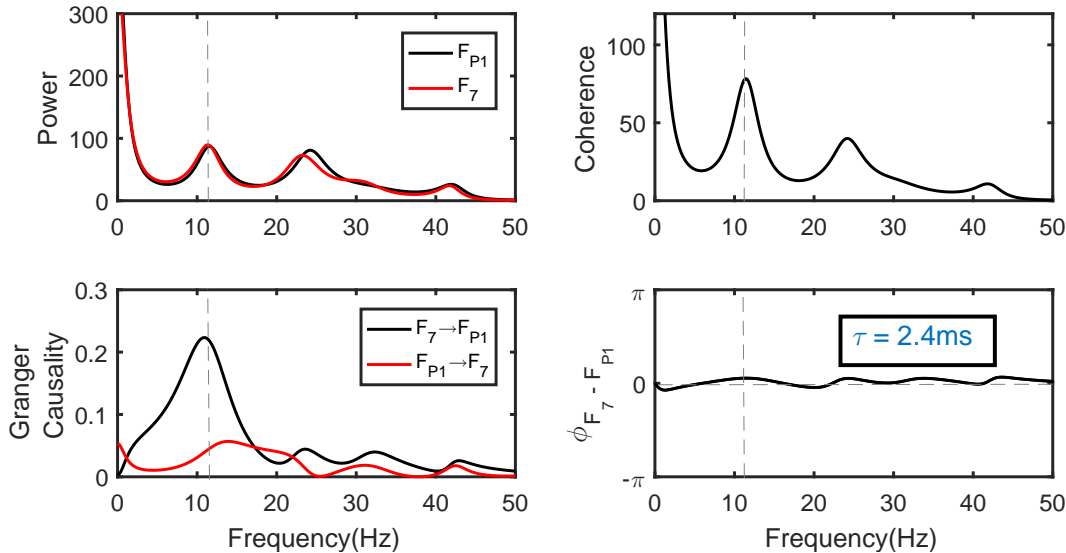 300
200
100
0
Power
F_P1
F_7
0 10 20 30 40 50
100
50
0
Coherence
0 10 20 30 40 50
0.3
0.2
0.1
0
Granger
Causality
F_7→F_P1
F_P1→F_7
0 10 20 30 40 50
Frequency(Hz)
π
0
-π
ϕ_F_7 - F_P1
τ = 2.4ms
0 10 20 30 40 50
Frequency(Hz)